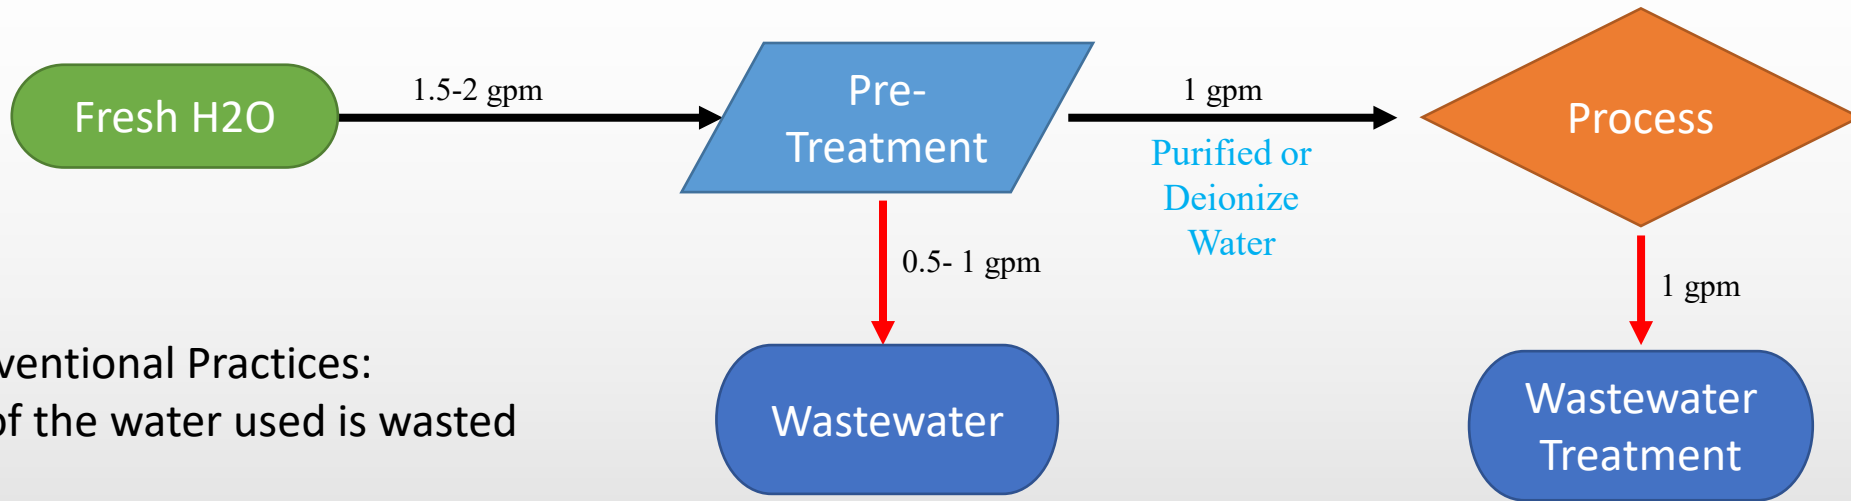 Fresh H2O
1.5-2 gpm
Pre-
Treatment
1 gpm
Purified or
Deionize
Water
Process
0.5- 1 gpm
1 gpm
ventional Practices:
of the water used is wasted
Wastewater
Wastewater
Treatment